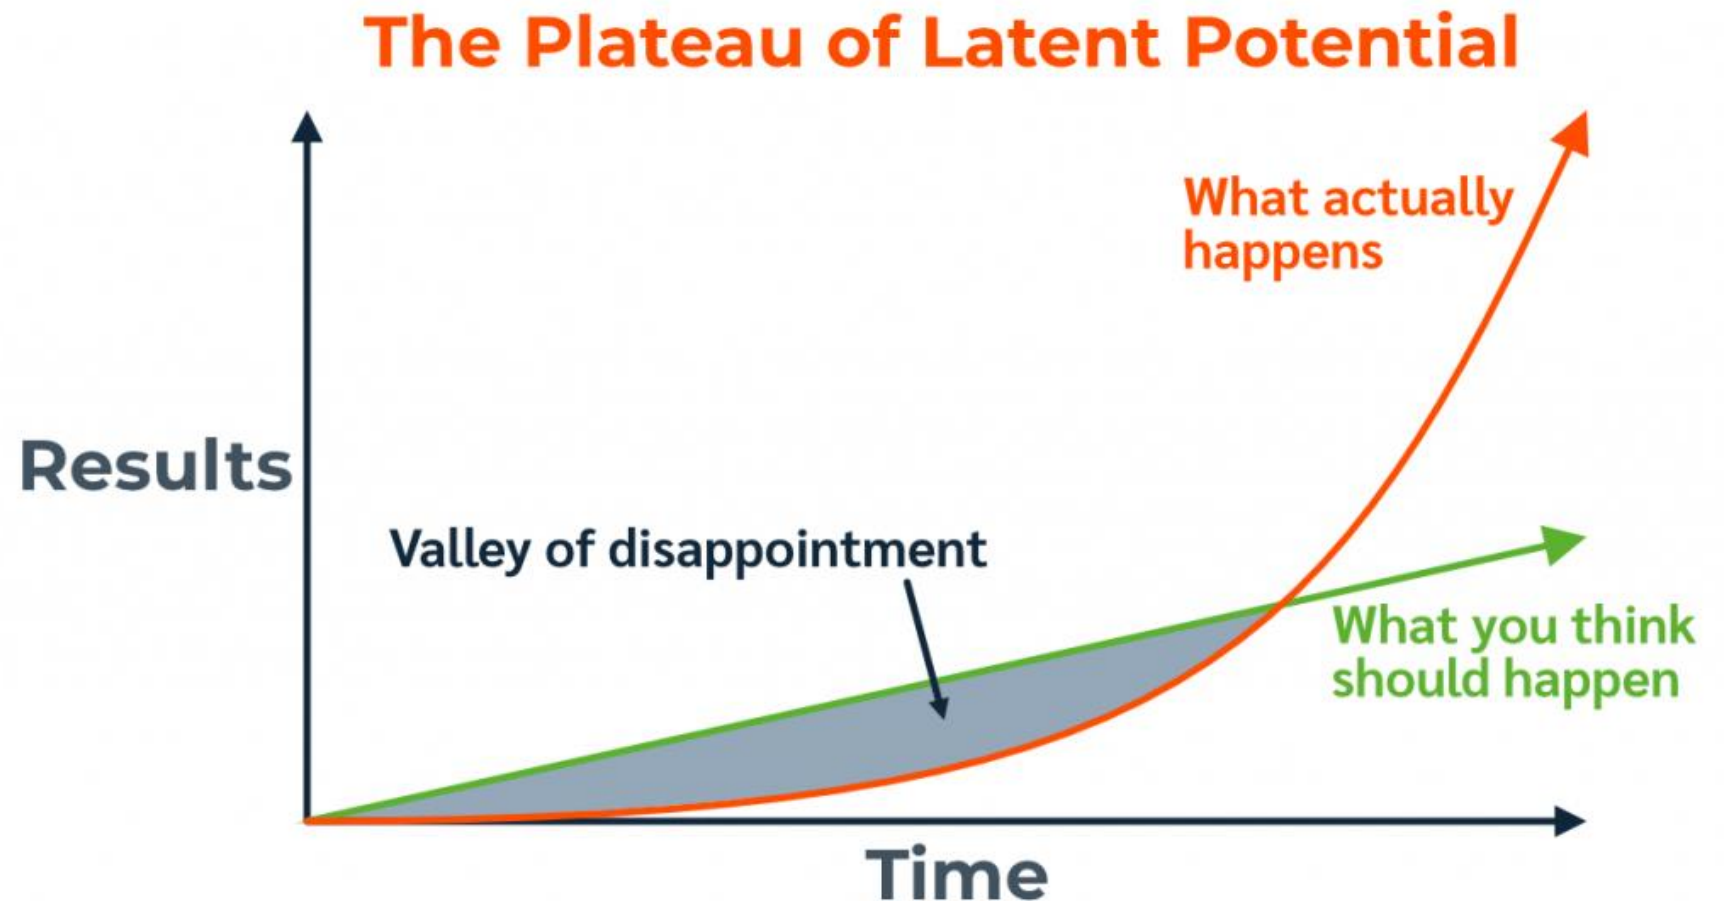 The Plateau of Latent Potential
What actually
happens
Results
Valley of disappointment
What you think
should happen
Time